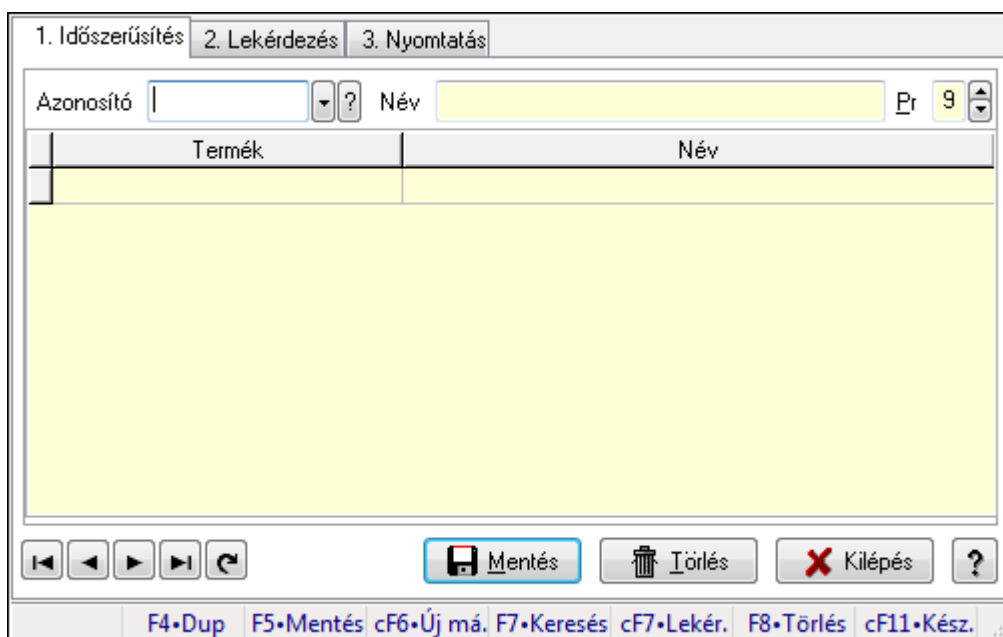 1. Időszerűsítés 2. Lekérdezés 3. Nyomtatás
Azonosító ? Név Pr 9
Termék Név
Mentés Törlés Kilépés ?
F4•Dup F5•Mentés cF6•Új má. F7•Keresés cF7•Lekér. F8•Törlés cF11•Kész.